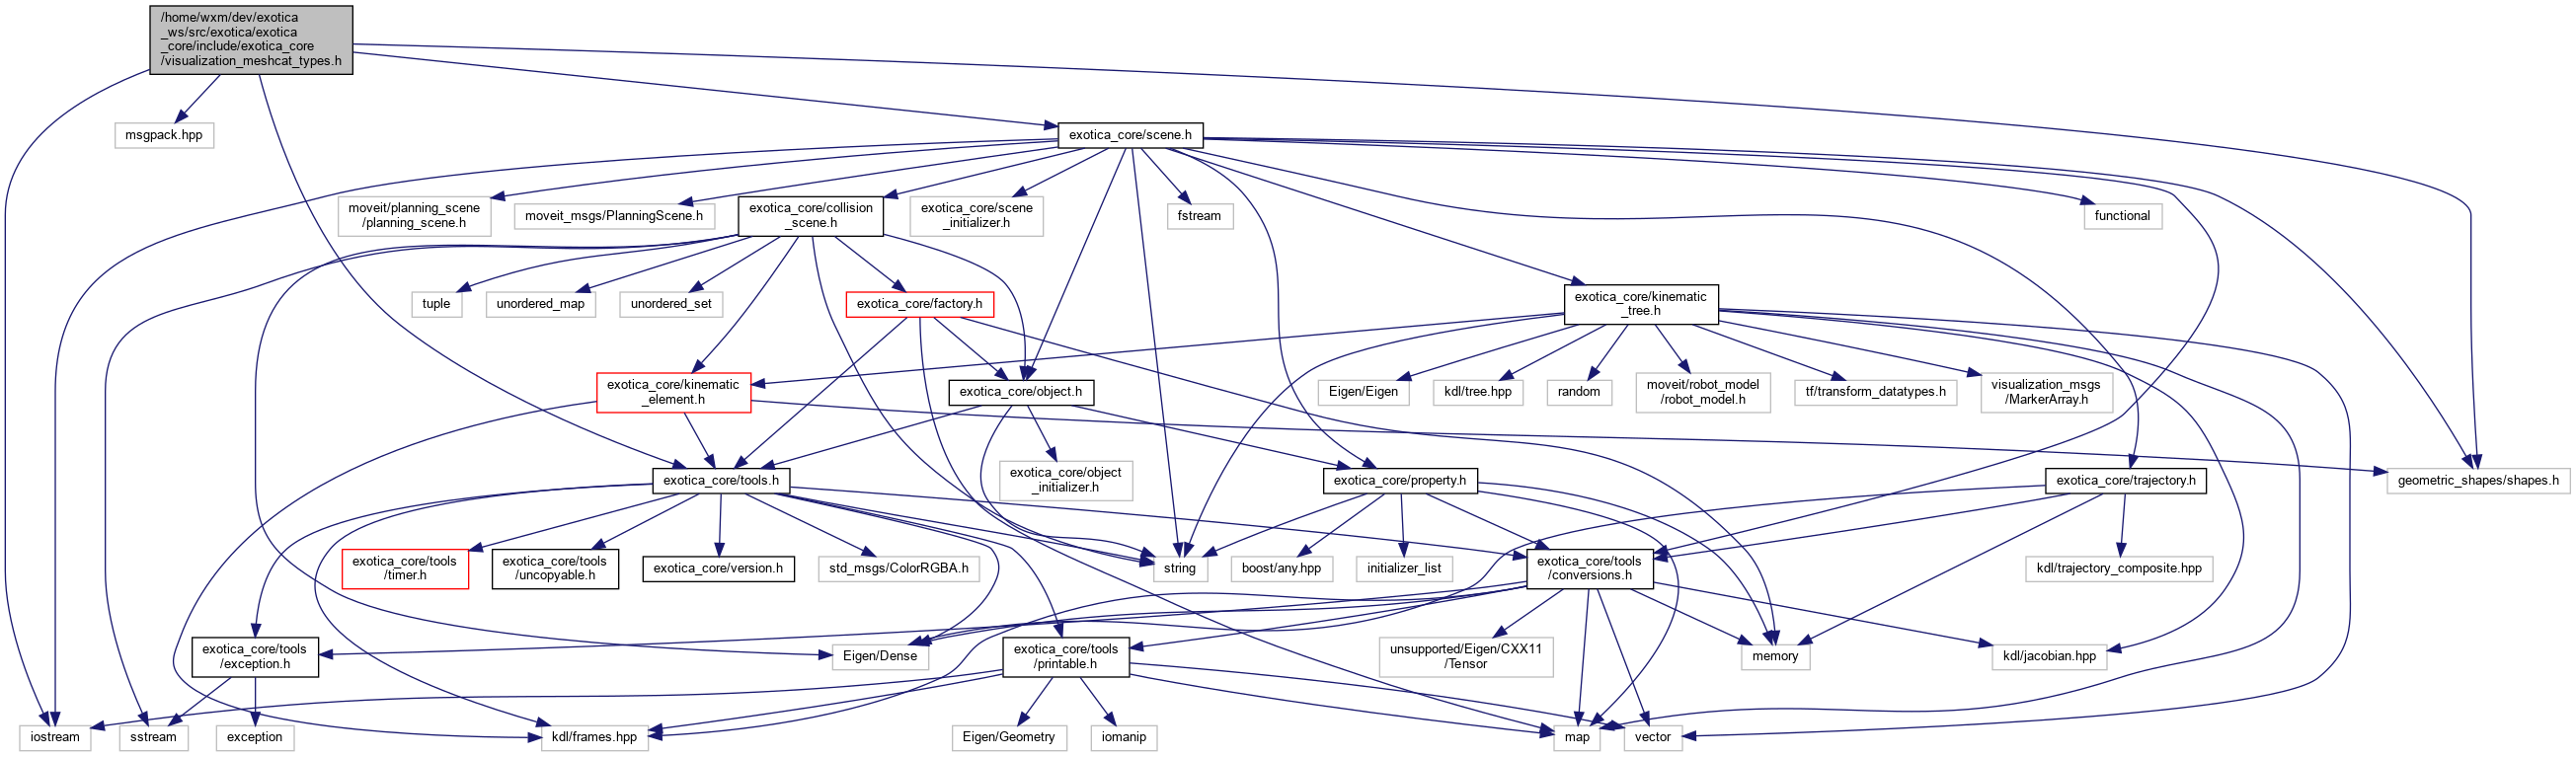 /home/wxm/dev/exotica
_ws/src/exotica/exotica
_core/include/exotica_core
/visualization_meshcat_types.h
msgpack.hpp
exotica_core/scene.h
moveit/planning_scene
/planning_scene.h
moveit_msgs/PlanningScene.h
exotica_core/collision
_scene.h
exotica_core/scene
_initializer.h
fstream
functional
tuple
unordered_map
unordered_set
exotica_core/factory.h
exotica_core/kinematic
_tree.h
exotica_core/kinematic
_element.h
exotica_core/object.h
Eigen/Eigen
kdl/tree.hpp
random
moveit/robot_model
/robot_model.h
tf/transform_datatypes.h
visualization_msgs
/MarkerArray.h
exotica_core/tools.h
exotica_core/object
_initializer.h
exotica_core/property.h
exotica_core/trajectory.h
geometric_shapes/shapes.h
exotica_core/tools
/timer.h
exotica_core/tools
/uncopyable.h
exotica_core/version.h
std_msgs/ColorRGBA.h
string
boost/any.hpp
initializer_list
exotica_core/tools
/conversions.h
kdl/trajectory_composite.hpp
exotica_core/tools
/exception.h
Eigen/Dense
exotica_core/tools
/printable.h
unsupported/Eigen/CXX11
/Tensor
memory
kdl/jacobian.hpp
iostream
sstream
exception
kdl/frames.hpp
Eigen/Geometry
iomanip
map
vector